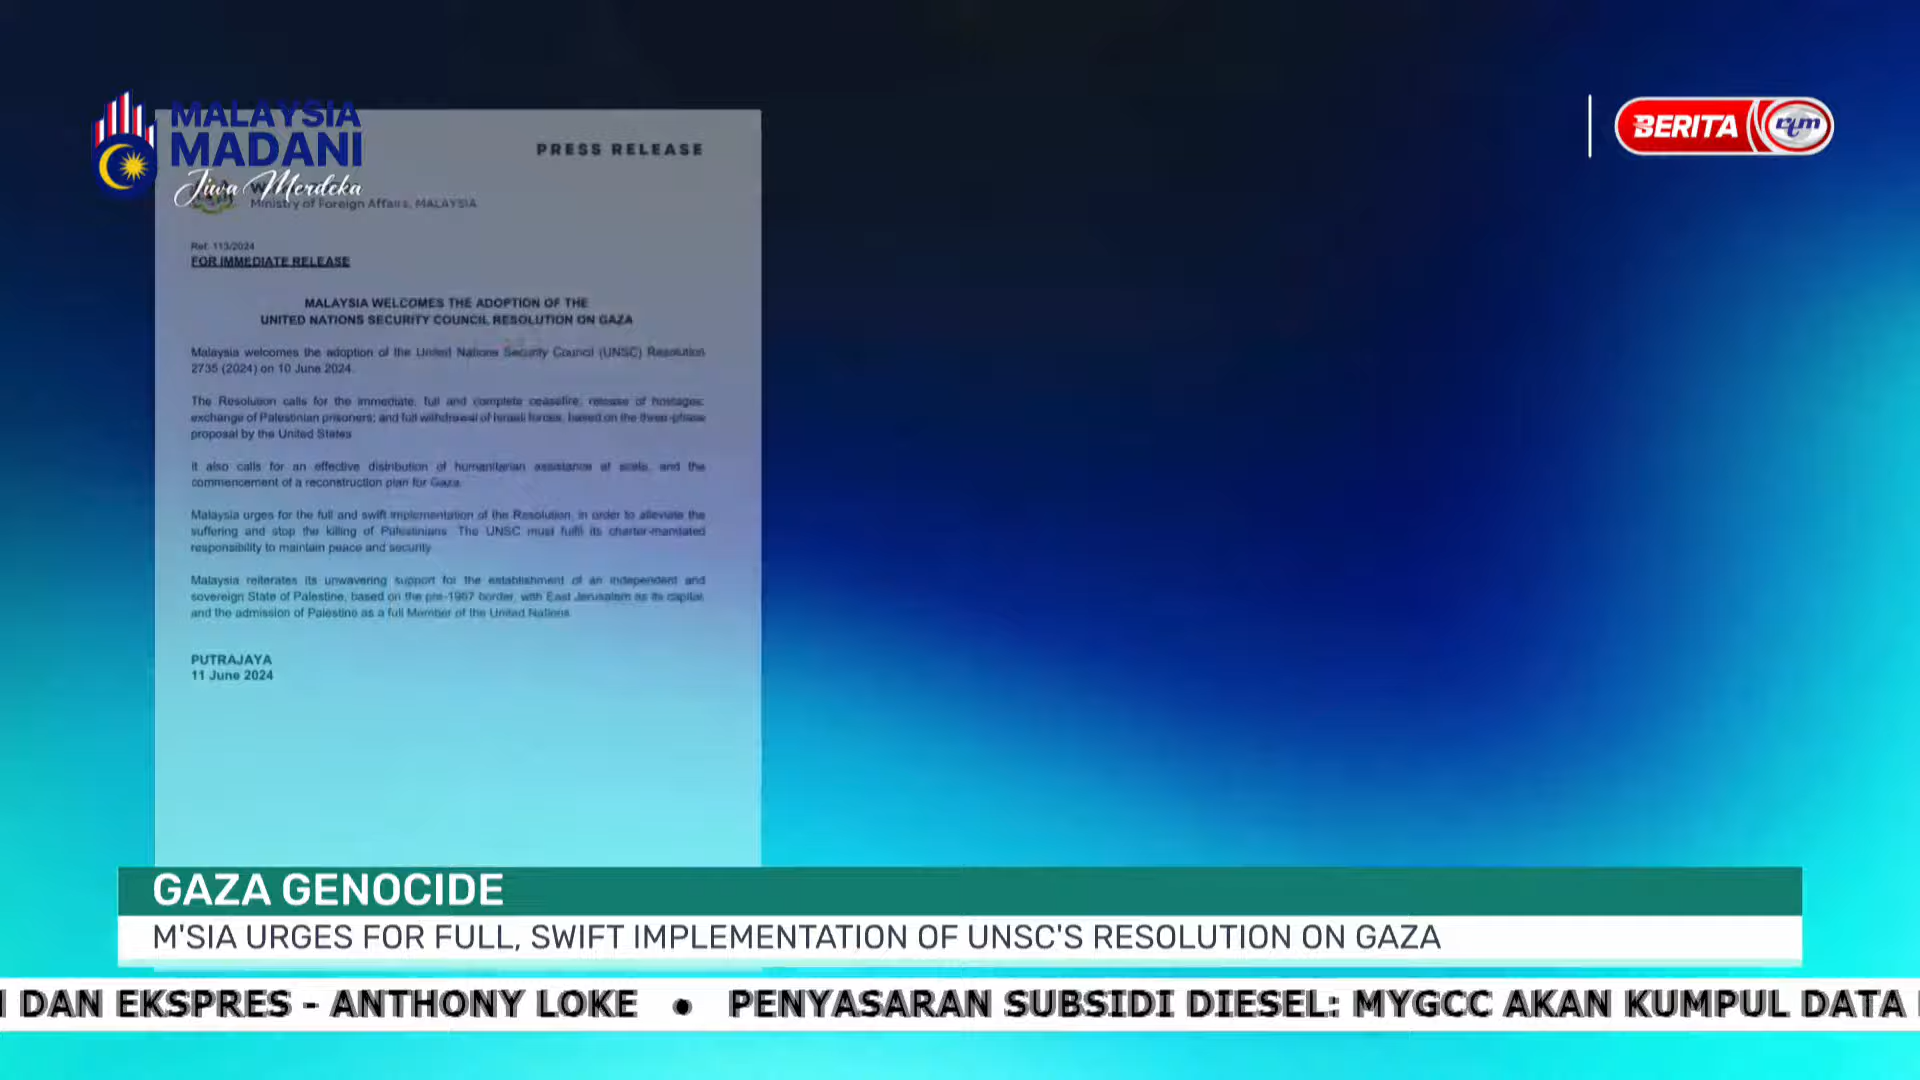 MALAYSIA
MADANI
Jiwa Merdeka
BERITA rtm
PRESS RELEASE
Ministry of Foreign Affairs, MALAYSIA
Ref: 113/2024
FOR IMMEDIATE RELEASE
MALAYSIA WELCOMES THE ADOPTION OF THE
UNITED NATIONS SECURITY COUNCIL RESOLUTION ON GAZA
Malaysia welcomes the adoption of the United Nations Security Council (UNSC) Resolution
2735 (2024) on 10 June 2024.
The Resolution calls for the immediate, full and complete ceasefire; release of hostages;
exchange of Palestinian prisoners; and full withdrawal of Israeli forces, based on the three-phase
proposal by the United States.
It also calls for an effective distribution of humanitarian assistance at scale, and the
commencement of a reconstruction plan for Gaza.
Malaysia urges for the full and swift implementation of the Resolution, in order to alleviate the
suffering and stop the killing of Palestinians. The UNSC must fulfil its charter-mandated
responsibility to maintain peace and security.
Malaysia reiterates its unwavering support for the establishment of an independent and
sovereign State of Palestine, based on the pre-1967 border, with East Jerusalem as its capital,
and the admission of Palestine as a full Member of the United Nations.
PUTRAJAYA
11 June 2024
GAZA GENOCIDE
M'SIA URGES FOR FULL, SWIFT IMPLEMENTATION OF UNSC'S RESOLUTION ON GAZA
DAN EKSPRES - ANTHONY LOKE • PENYASARAN SUBSIDI DIESEL: MYGCC AKAN KUMPUL DATA